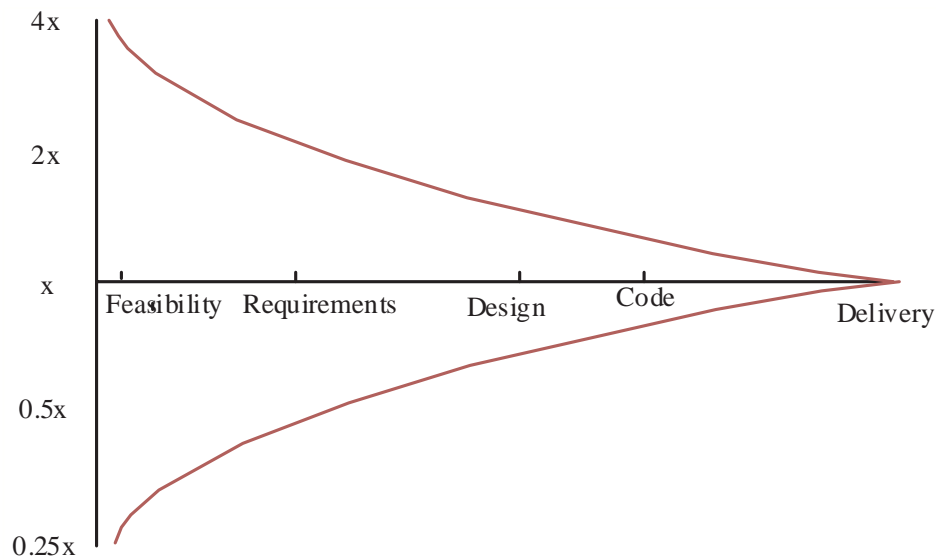 4x
2x
x
Feasibility Requirements Design Code Delivery
0.5x
0.25x